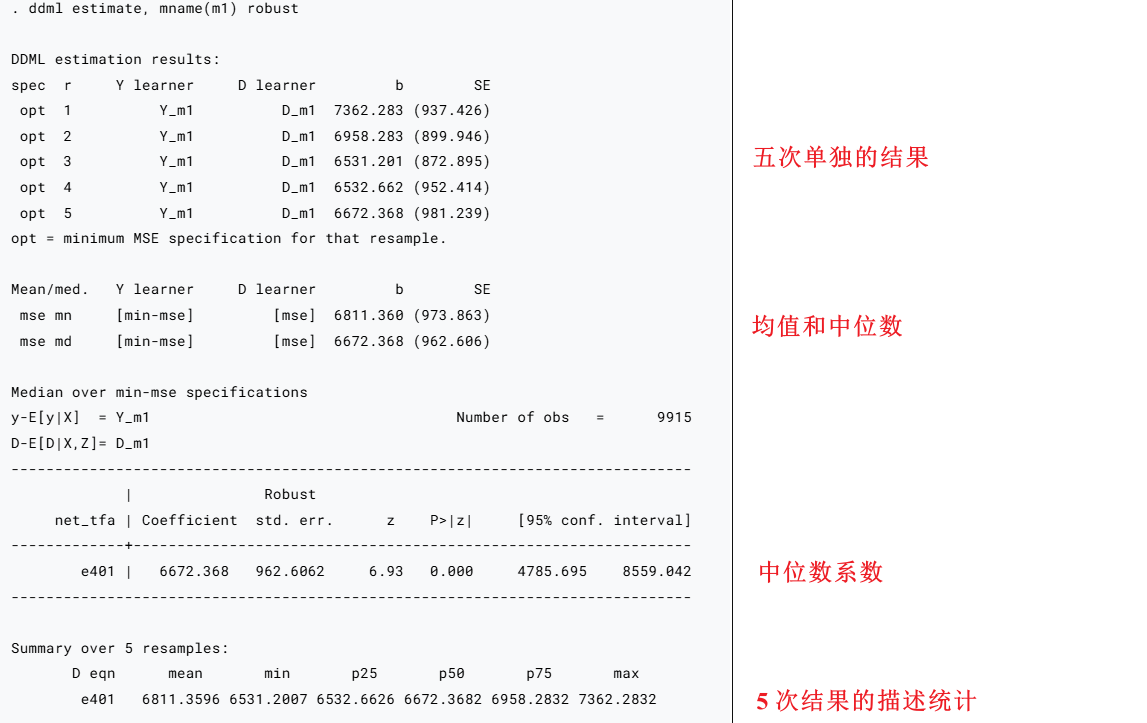 . ddml estimate, mname(m1) robust
DDML estimation results:
spec  r     Y learner     D learner         b        SE
 opt  1          Y_m1          D_m1  7362.283 (937.426)
 opt  2          Y_m1          D_m1  6958.283 (899.946)
 opt  3          Y_m1          D_m1  6531.201 (872.895)
五次单独的结果
 opt  4          Y_m1          D_m1  6532.662 (952.414)
 opt  5          Y_m1          D_m1  6672.368 (981.239)
opt = minimum MSE specification for that resample.
Mean/med.   Y learner     D learner         b        SE
 mse mn     [min-mse]         [mse]  6811.360 (973.863)
均值和中位数
 mse md     [min-mse]         [mse]  6672.368 (962.606)
Median over min-mse specifications
y-E[y|X]  = Y_m1                                   Number of obs   =      9915
D-E[D|X,Z]= D_m1
------------------------------------------------------------------------------
             |               Robust
     net_tfa | Coefficient  std. err.      z    P>|z|     [95% conf. interval]
-------------+----------------------------------------------------------------
        e401 |   6672.368   962.6062     6.93   0.000     4785.695    8559.042
中位数系数
------------------------------------------------------------------------------
Summary over 5 resamples:
       D eqn      mean       min       p25       p50       p75       max
        e401   6811.3596 6531.2007 6532.6626 6672.3682 6958.2832 7362.2832
5 次结果的描述统计